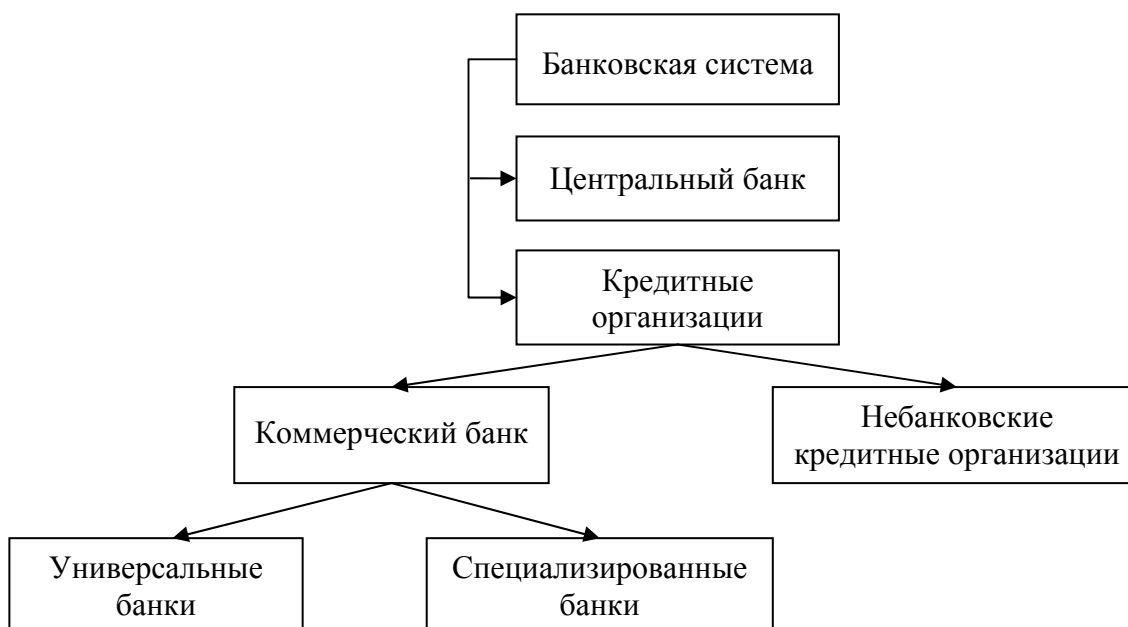 Банковская система
Центральный банк
Кредитные
организации
Коммерческий банк
Небанковские
кредитные организации
Универсальные
банки
Специализированные
банки